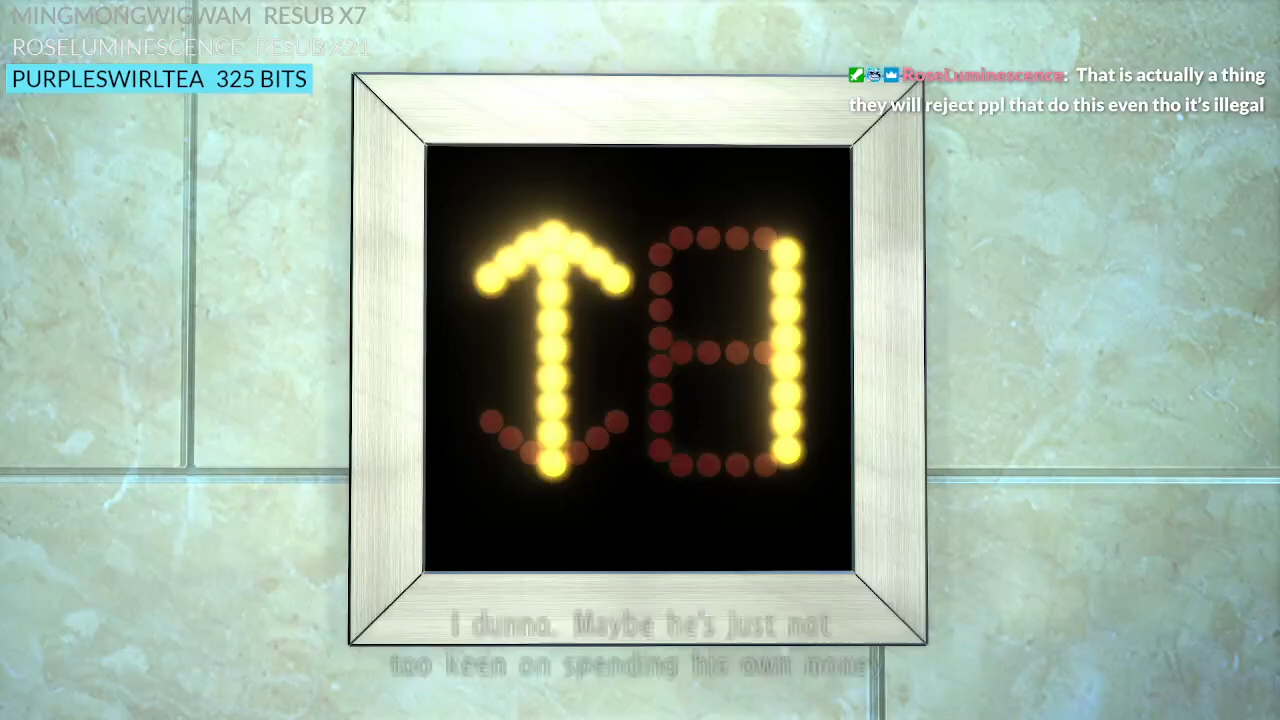 MINGMONGWIGWAM RESUB X7
ROSELUMINESCENCE RESUB X21
PURPLESWIRLTEA 325 BITS
RoseLuminescence: That is actually a thing
they will reject ppl that do this even tho it's illegal
1
I dunno. Maybe he's just not
too keen on spending his own money